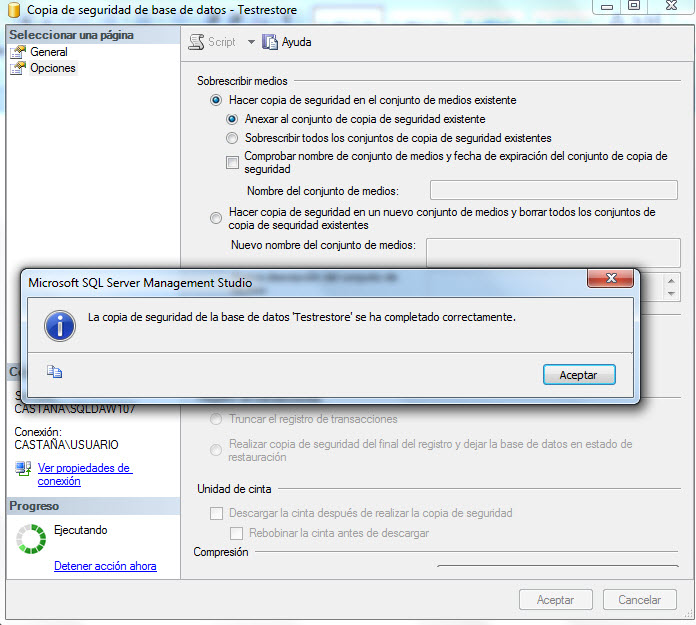 Copia de seguridad de base de datos - Testrestore
Seleccionar una página
General
Opciones
Script
Ayuda
Sobrescribir medios
Hacer copia de seguridad en el conjunto de medios existente
Anexar al conjunto de copia de seguridad existente
Sobrescribir todos los conjuntos de copia de seguridad existentes
Comprobar nombre de conjunto de medios y fecha de expiración del conjunto de copia de
seguridad
Nombre del conjunto de medios:
Hacer copia de seguridad en un nuevo conjunto de medios y borrar todos los conjuntos de
copia de seguridad existentes
Nuevo nombre del conjunto de medios:
Microsoft SQL Server Management Studio
La copia de seguridad de la base de datos 'Testrestore' se ha completado correctamente.
Aceptar
CASTAÑA\SQLDAW107
Conexión:
CASTAÑA\USUARIO
Ver propiedades de
conexión
Truncar el registro de transacciones
Realizar copia de seguridad del final del registro y dejar la base de datos en estado de
restauración
Unidad de cinta
Descargar la cinta después de realizar la copia de seguridad
Rebobinar la cinta antes de descargar
Compresión
Progreso
Ejecutando
Detener acción ahora
Aceptar
Cancelar